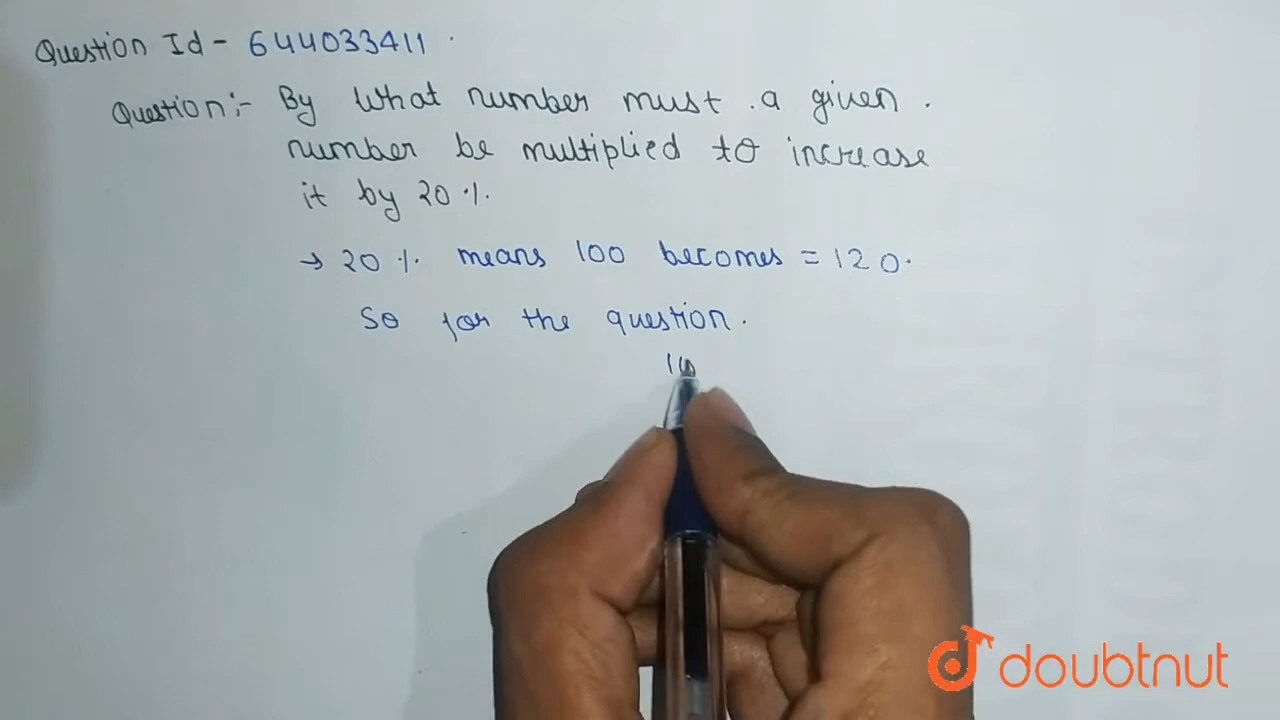 Question Id - 644033411.
Question:- By What number must a given.
number be multiplied to increase
it by 20%.
→ 20% means 100 becomes = 120.
So for the question.
doubtnut